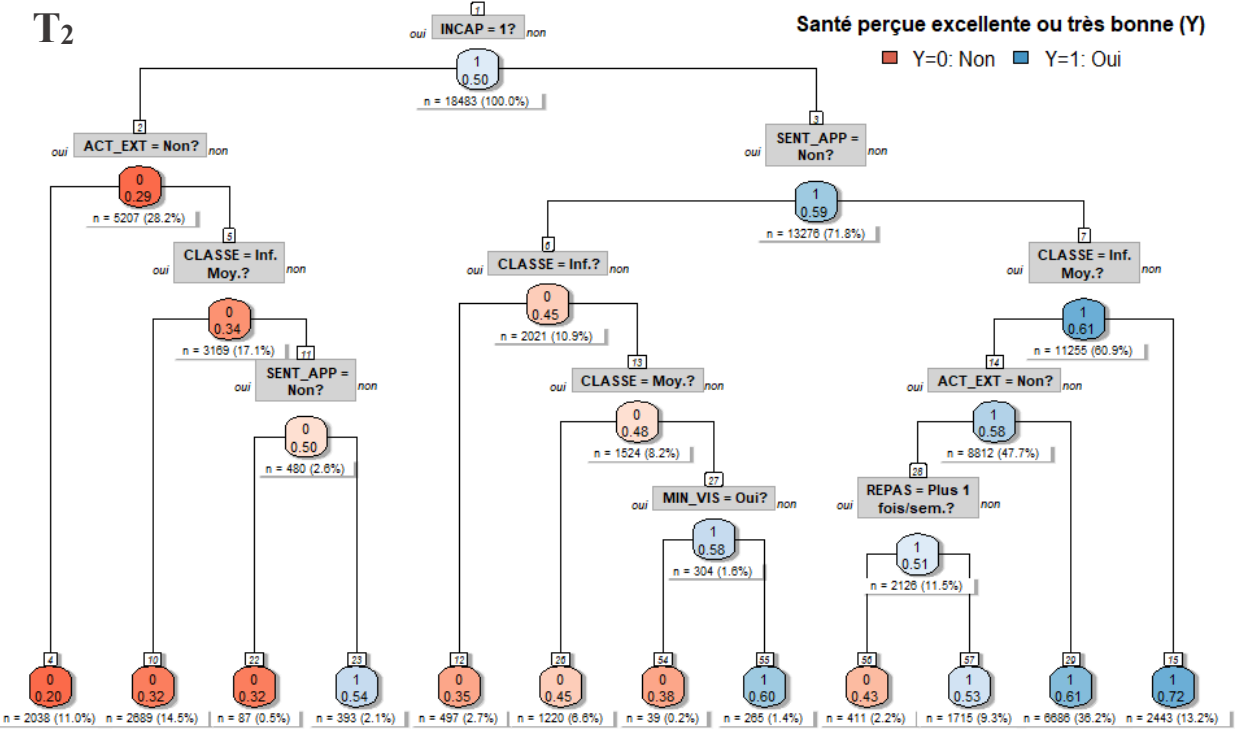 T2
Santé perçue excellente ou très bonne (Y)
Y=0: Non Y=1: Oui
1
oui INCAP = 1? non
1
0.50
n = 18483 (100.0%)
2
oui ACT_EXT = Non? non
0
0.29
n = 5207 (28.2%)
3
oui SENT_APP = Non? non
1
0.59
n = 13276 (71.8%)
5
CLASSE = Inf.
oui Moy.? non
0
0.34
n = 3169 (17.1%)
6
oui CLASSE = Inf.? non
0
0.45
n = 2021 (10.9%)
7
CLASSE = Inf.
oui Moy.? non
1
0.61
n = 11255 (60.9%)
11
SENT_APP =
oui Non? non
0
0.50
n = 480 (2.6%)
13
oui CLASSE = Moy.? non
0
0.48
n = 1524 (8.2%)
14
oui ACT_EXT = Non? non
1
0.58
n = 8812 (47.7%)
27
oui MIN_VIS = Oui? non
1
0.58
n = 304 (1.6%)
28
REPAS = Plus 1
oui fois/sem.? non
1
0.51
n = 2126 (11.5%)
4
0
0.20
n = 2038 (11.0%)
10
0
0.32
n = 2689 (14.5%)
22
0
0.32
n = 87 (0.5%)
23
1
0.54
n = 393 (2.1%)
12
0
0.35
n = 497 (2.7%)
26
0
0.45
n = 1220 (6.6%)
54
0
0.38
n = 39 (0.2%)
55
1
0.60
n = 265 (1.4%)
56
0
0.43
n = 411 (2.2%)
57
1
0.53
n = 1715 (9.3%)
29
1
0.61
n = 6686 (36.2%)
15
1
0.72
n = 2443 (13.2%)